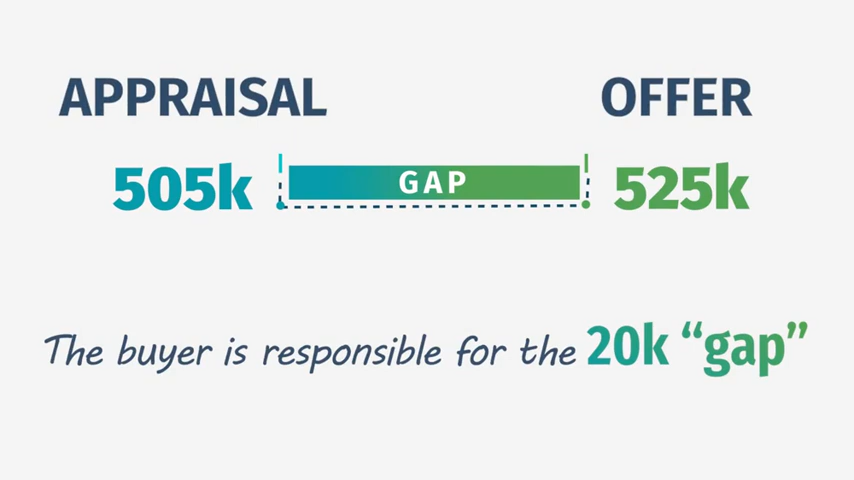 APPRAISAL OFFER
505k GAP 525k
The buyer is responsible for the 20k “gap”